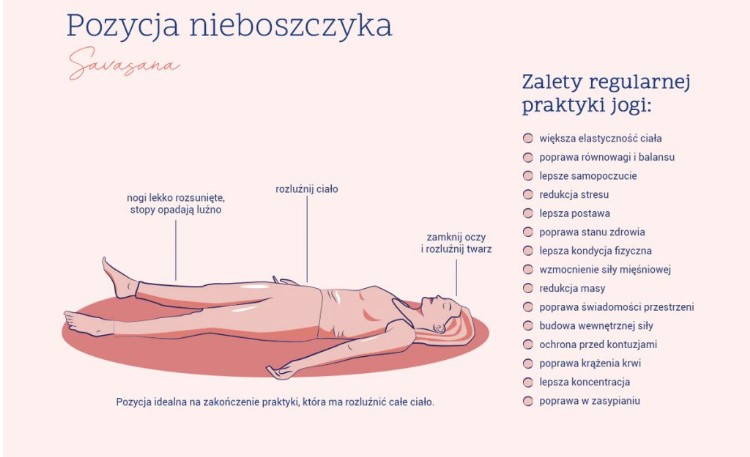 Pozycja nieboszczyka
Savasana
nogi lekko rozsunięte,
stopy opadają luźno
rozluźnij ciało
zamknij oczy
i rozluźnij twarz
Pozycja idealna na zakończenie praktyki, która ma rozluźnić całe ciało.
Zalety regularnej
praktyki jogi:
większa elastyczność ciała
poprawa równowagi i balansu
lepsze samopoczucie
redukcja stresu
lepsza postawa
poprawa stanu zdrowia
lepsza kondycja fizyczna
wzmocnienie siły mięśniowej
redukcja masy
poprawa świadomości przestrzeni
budowa wewnętrznej siły
ochrona przed kontuzjami
poprawa krążenia krwi
lepsza koncentracja
poprawa w zasypianiu